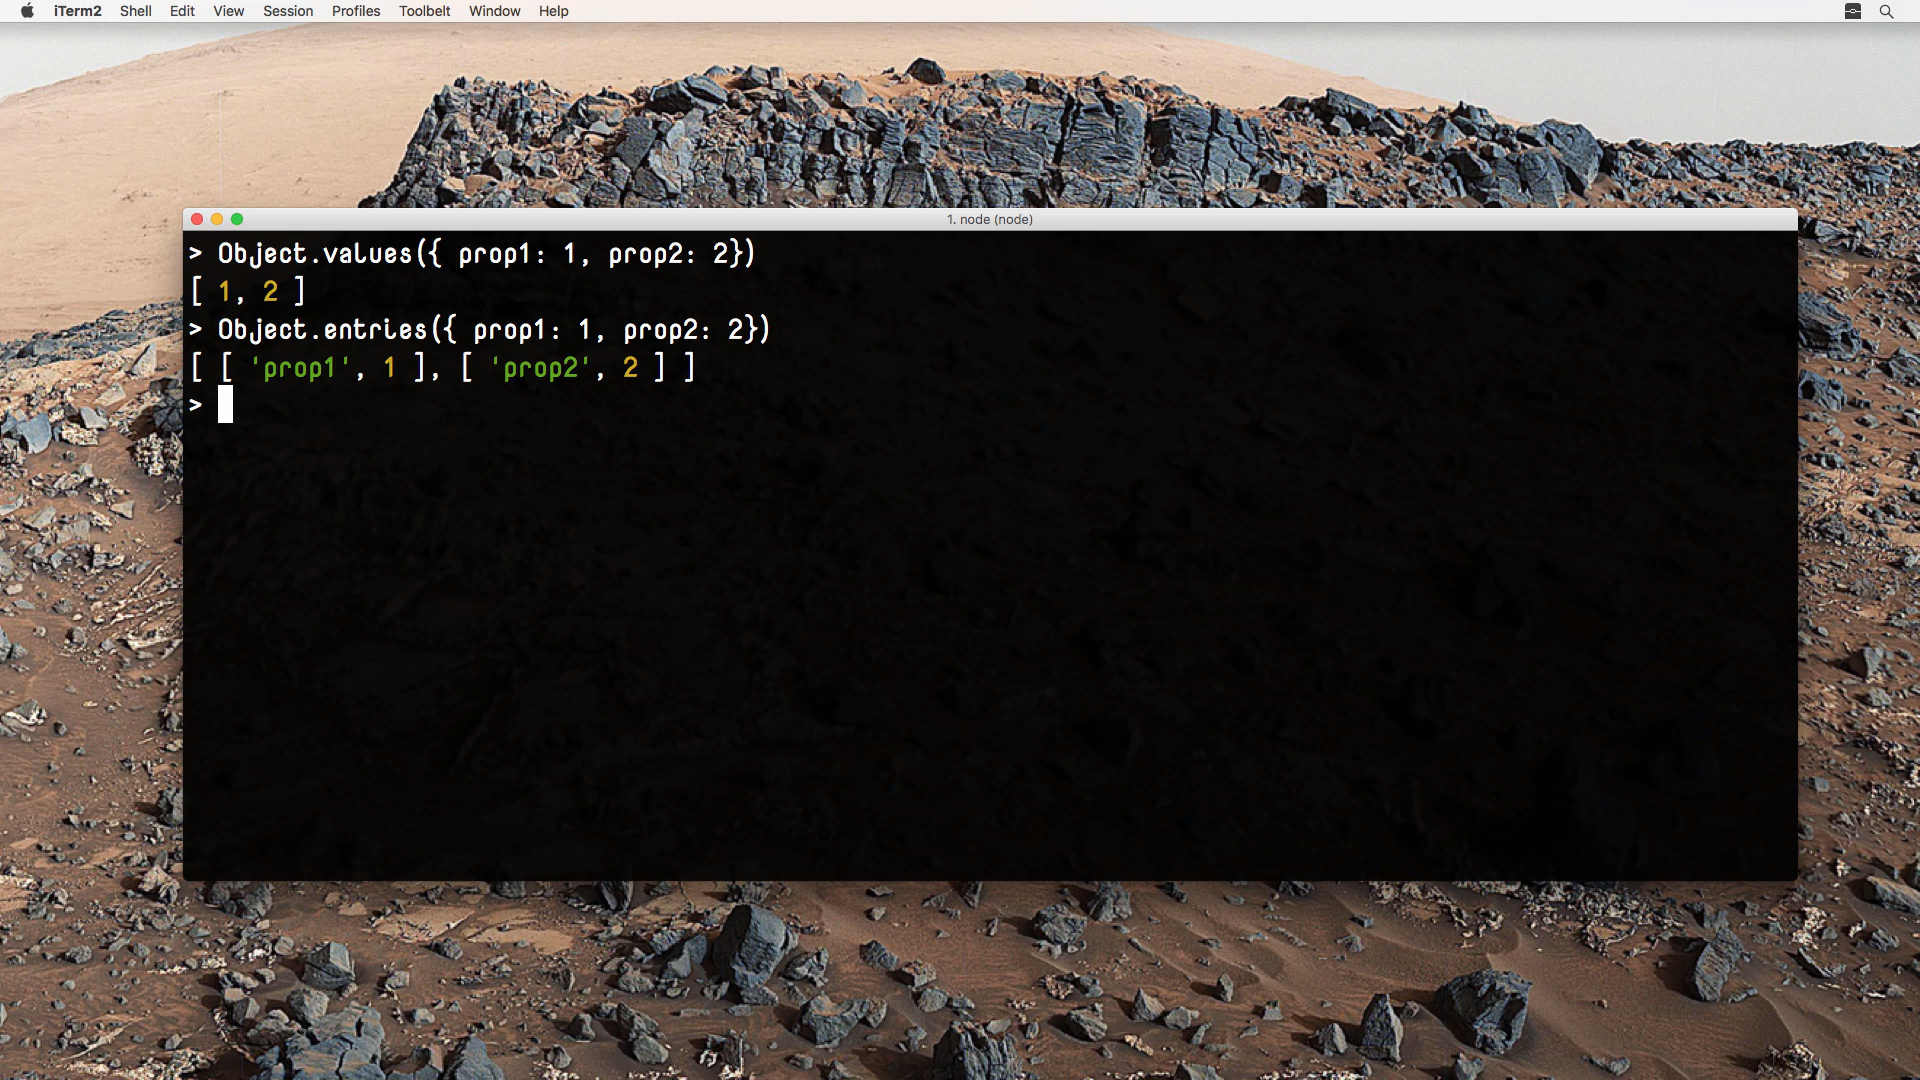 iTerm2 Shell Edit View Session Profiles Toolbelt Window Help
1. node (node)
> Object.values({ prop1: 1, prop2: 2})
[ 1, 2 ]
> Object.entries({ prop1: 1, prop2: 2})
[ [ 'prop1', 1 ], [ 'prop2', 2 ] ]
>